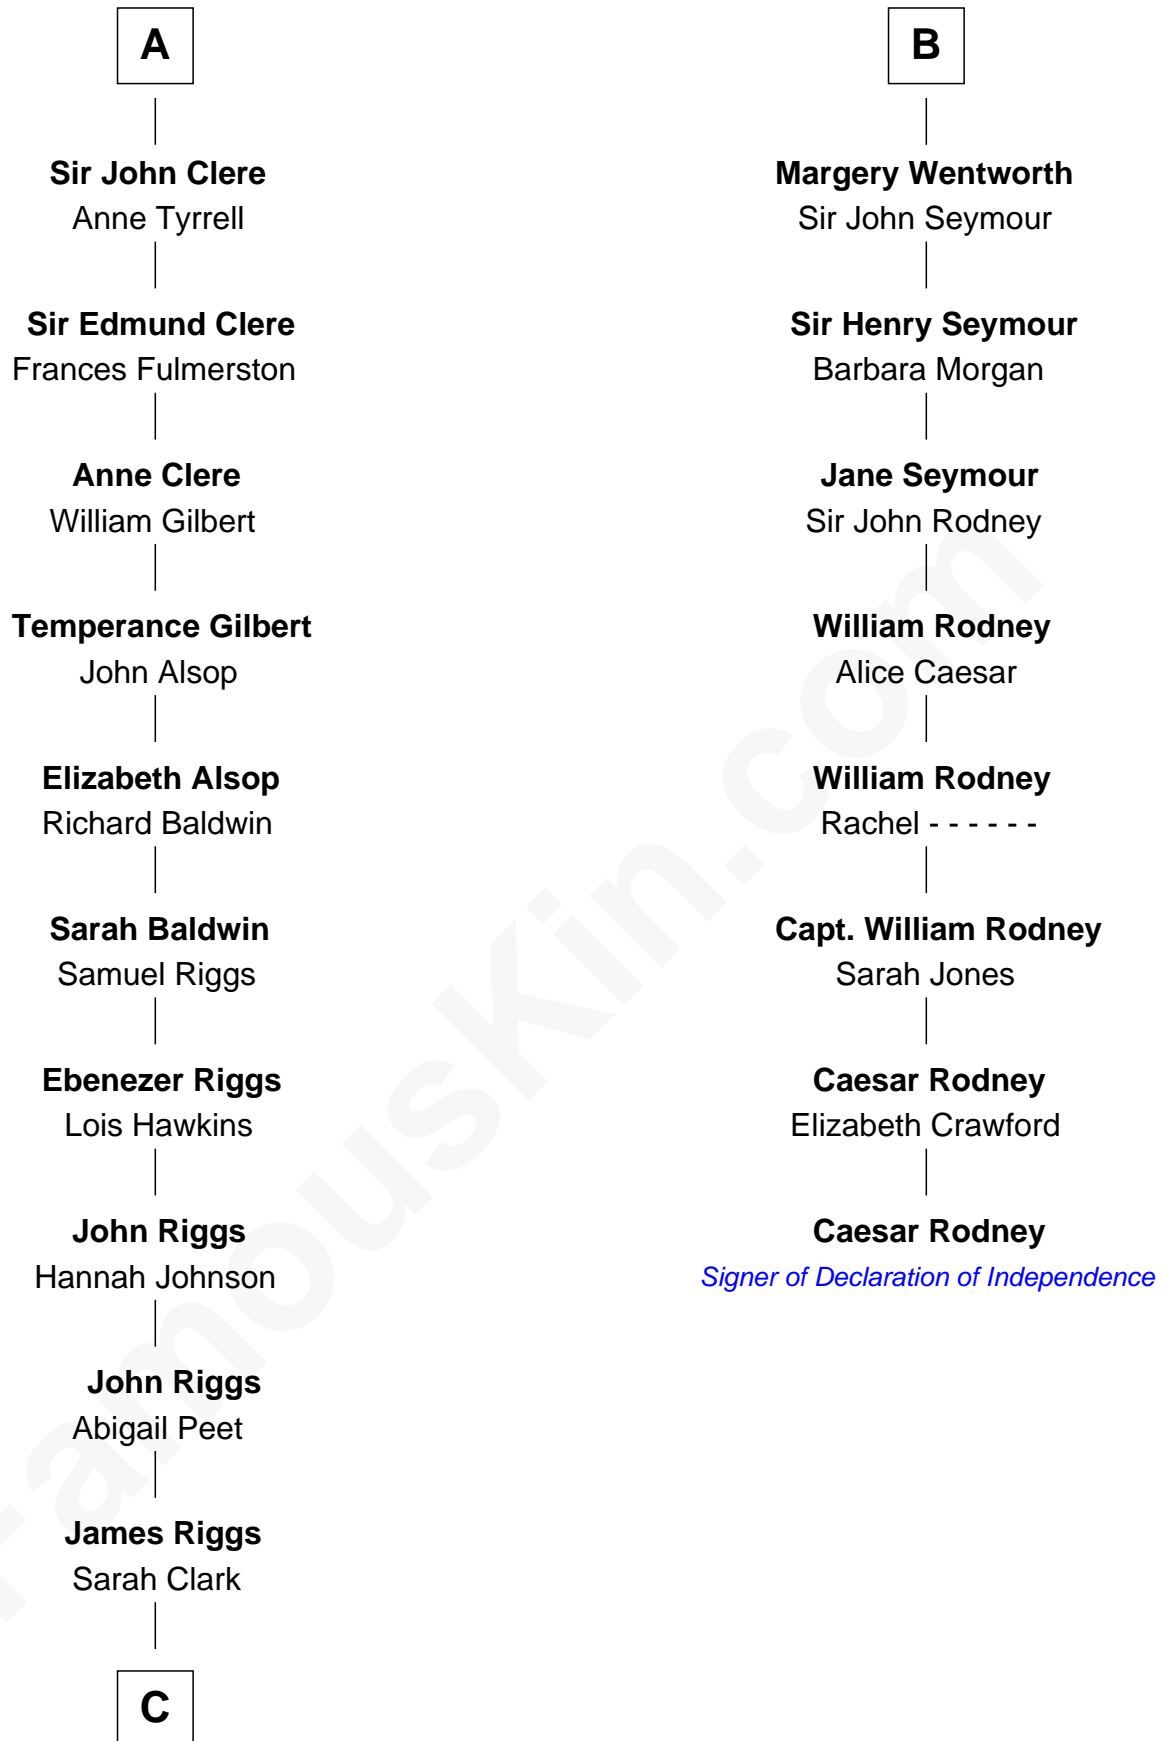 A
Sir John Clere
Anne Tyrrell
Sir Edmund Clere
Frances Fulmerston
Anne Clere
William Gilbert
Temperance Gilbert
John Alsop
Elizabeth Alsop
Richard Baldwin
Sarah Baldwin
Samuel Riggs
Ebenezer Riggs
Lois Hawkins
John Riggs
Hannah Johnson
John Riggs
Abigail Peet
James Riggs
Sarah Clark
C
B
Margery Wentworth
Sir John Seymour
Sir Henry Seymour
Barbara Morgan
Jane Seymour
Sir John Rodney
William Rodney
Alice Caesar
William Rodney
Rachel - - - - - -
Capt. William Rodney
Sarah Jones
Caesar Rodney
Elizabeth Crawford
Caesar Rodney
Signer of Declaration of Independence
FamousKin.com